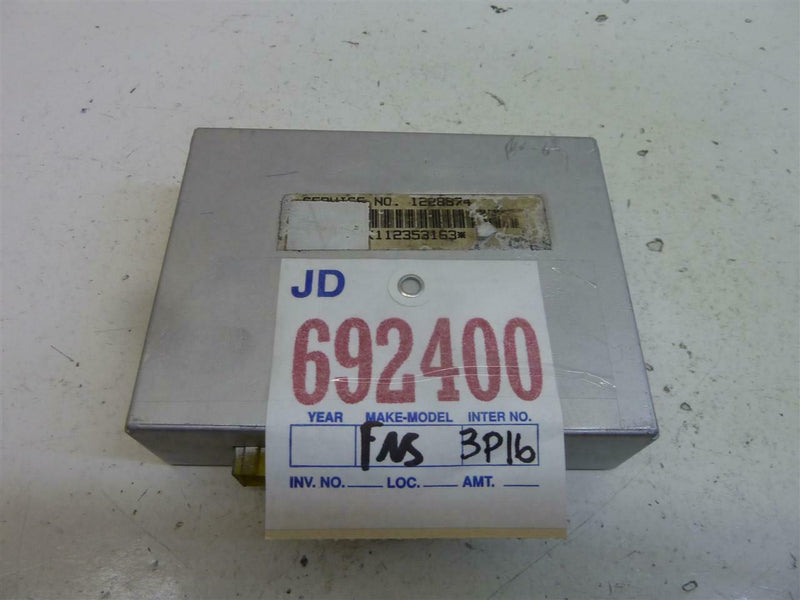 SERVICE NO. 1228874
112353163*
JD
692400
YEAR MAKE-MODEL INTER NO.
FNS 3P16
INV. NO. LOC. AMT.